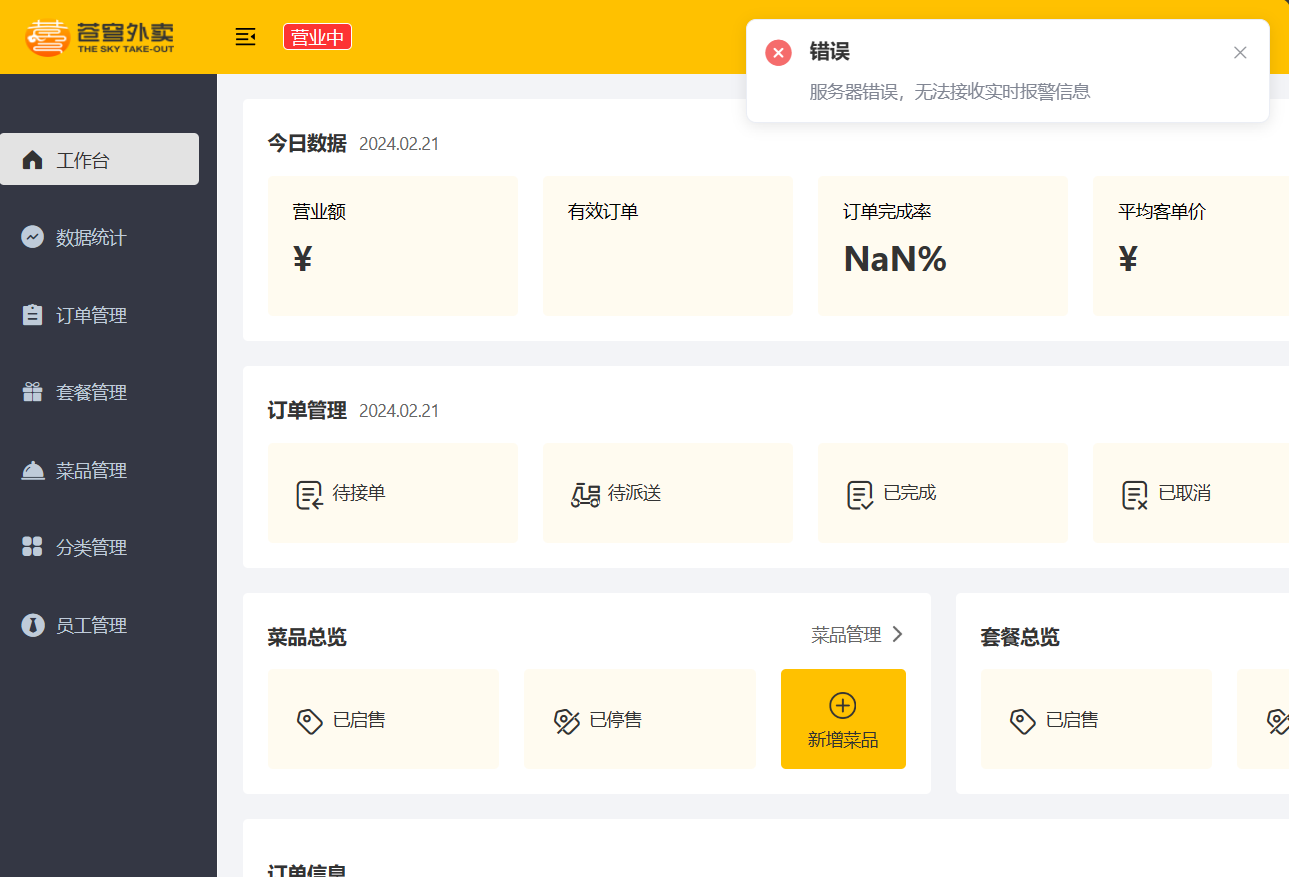 苍穹外卖
THE SKY TAKE-OUT
营业中
错误
服务器错误，无法接收实时报警信息
工作台
数据统计
订单管理
套餐管理
菜品管理
分类管理
员工管理
今日数据 2024.02.21
营业额 有效订单 订单完成率 平均客单价
¥ NaN% ¥
订单管理 2024.02.21
待接单 待派送 已完成 已取消
菜品总览 菜品管理
已启售 已停售 新增菜品
套餐总览
已启售
订单信息